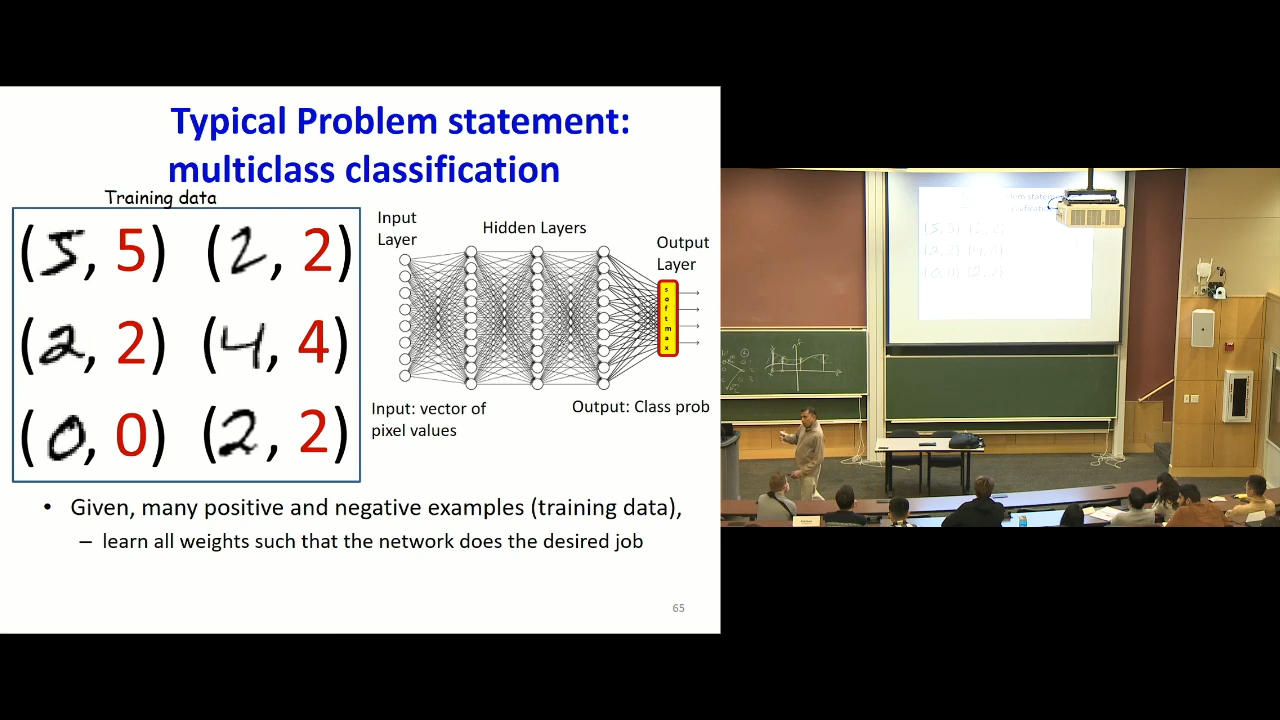 Typical Problem statement:
multiclass classification
Training data
(5, 5) (2, 2)
(2, 2) (4, 4)
(0, 0) (2, 2)
Input
Layer
Hidden Layers
Output
Layer
softmax
Input: vector of
pixel values
Output: Class prob
• Given, many positive and negative examples (training data),
– learn all weights such that the network does the desired job
65